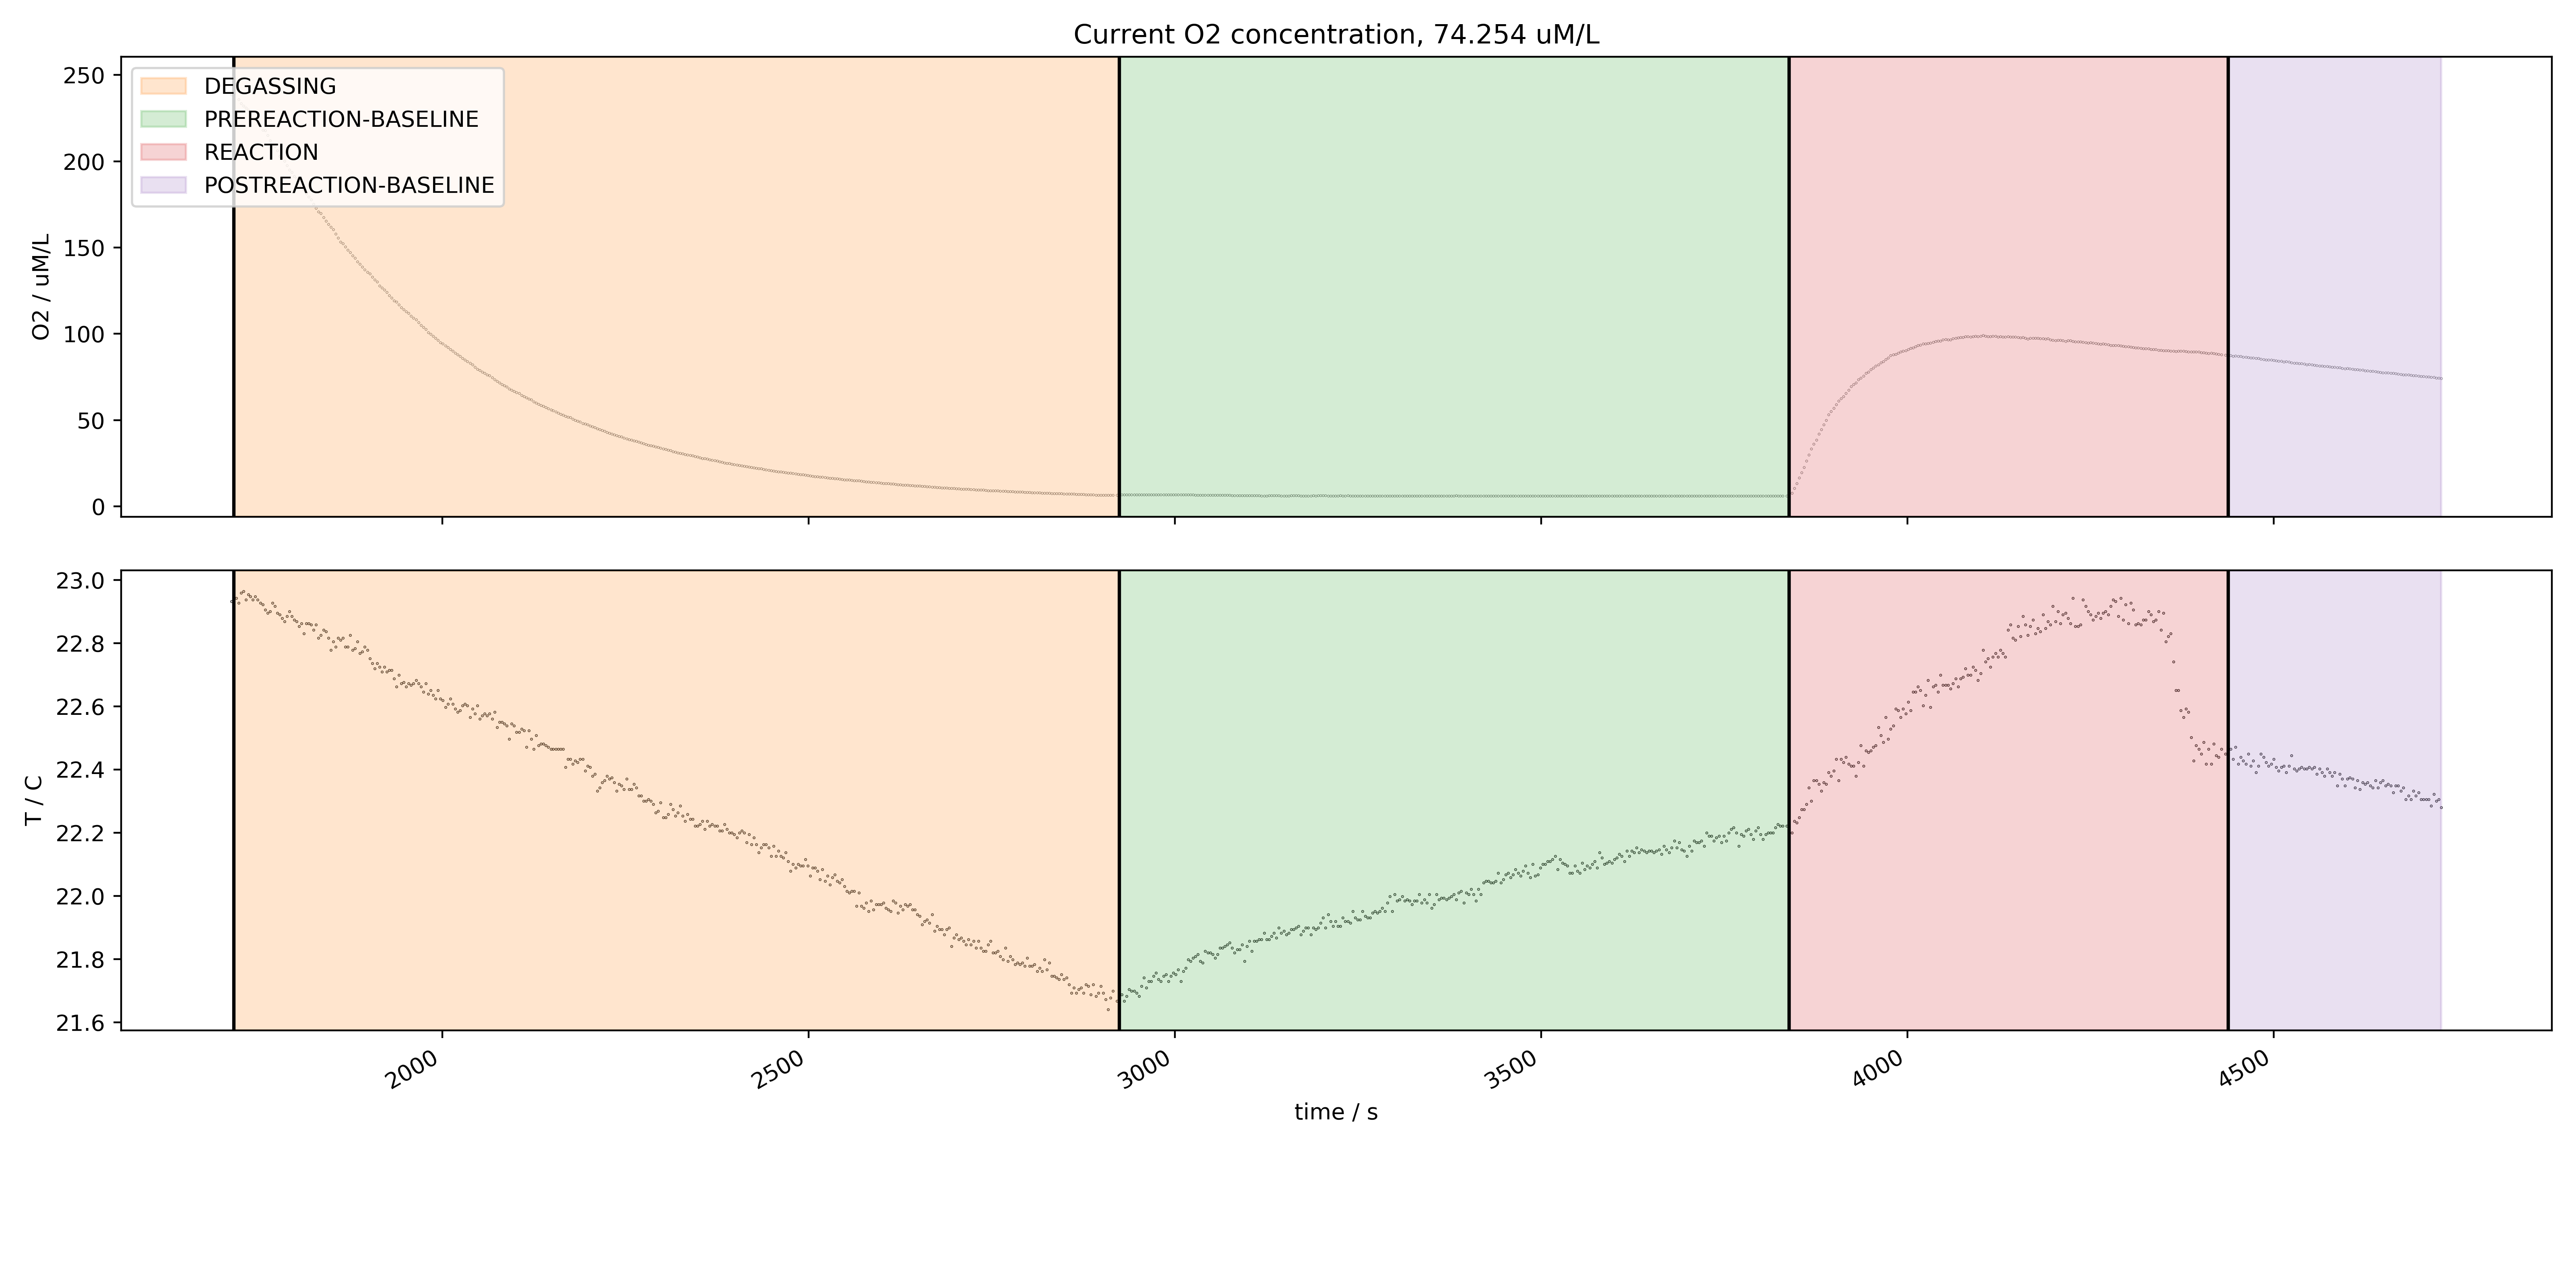 Current O2 concentration, 74.254 uM/L
DEGASSING
PREREACTION-BASELINE
REACTION
POSTREACTION-BASELINE
250
200
150
100
50
0
O2 / uM/L
23.0
22.8
22.6
22.4
22.2
22.0
21.8
21.6
T / C
2000
2500
3000
3500
4000
4500
time / s